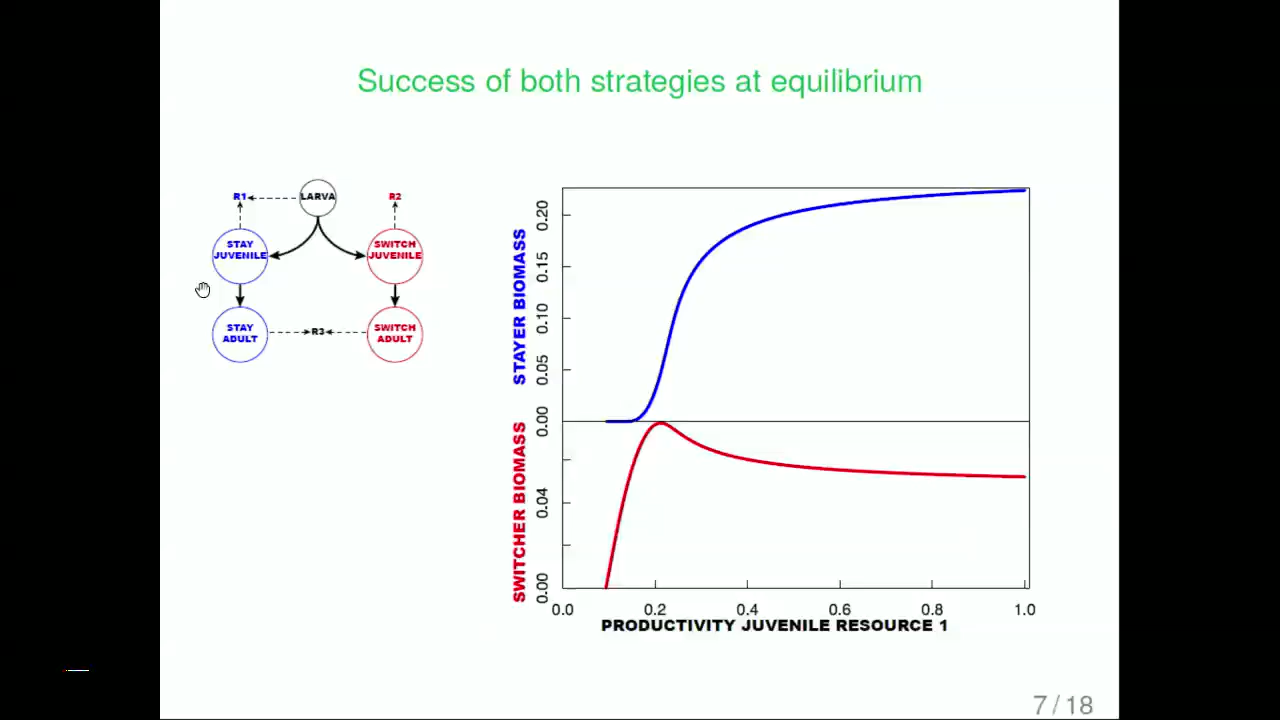 Success of both strategies at equilibrium
R1
LARVA
R2
STAY
JUVENILE
SWITCH
JUVENILE
STAY
ADULT
R3
SWITCH
ADULT
STAYER BIOMASS
0.20
0.15
0.10
0.05
0.00
SWITCHER BIOMASS
0.04
0.00
0.0 0.2 0.4 0.6 0.8 1.0
PRODUCTIVITY JUVENILE RESOURCE 1
7 / 18